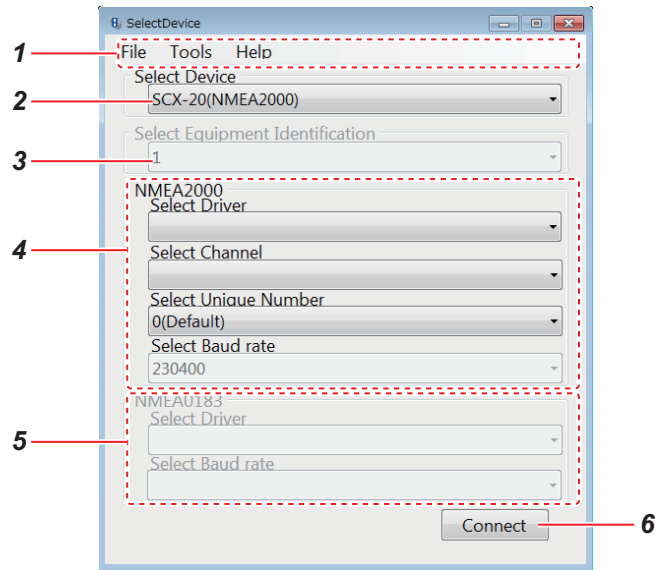 SelectDevice
1
File Tools Help
Select Device
2
SCX-20(NMEA2000)
Select Equipment Identification
3
1
NMEA2000
Select Driver
4
Select Channel
Select Unique Number
0(Default)
Select Baud rate
230400
NMEA0183
Select Driver
5
Select Baud rate
Connect
6